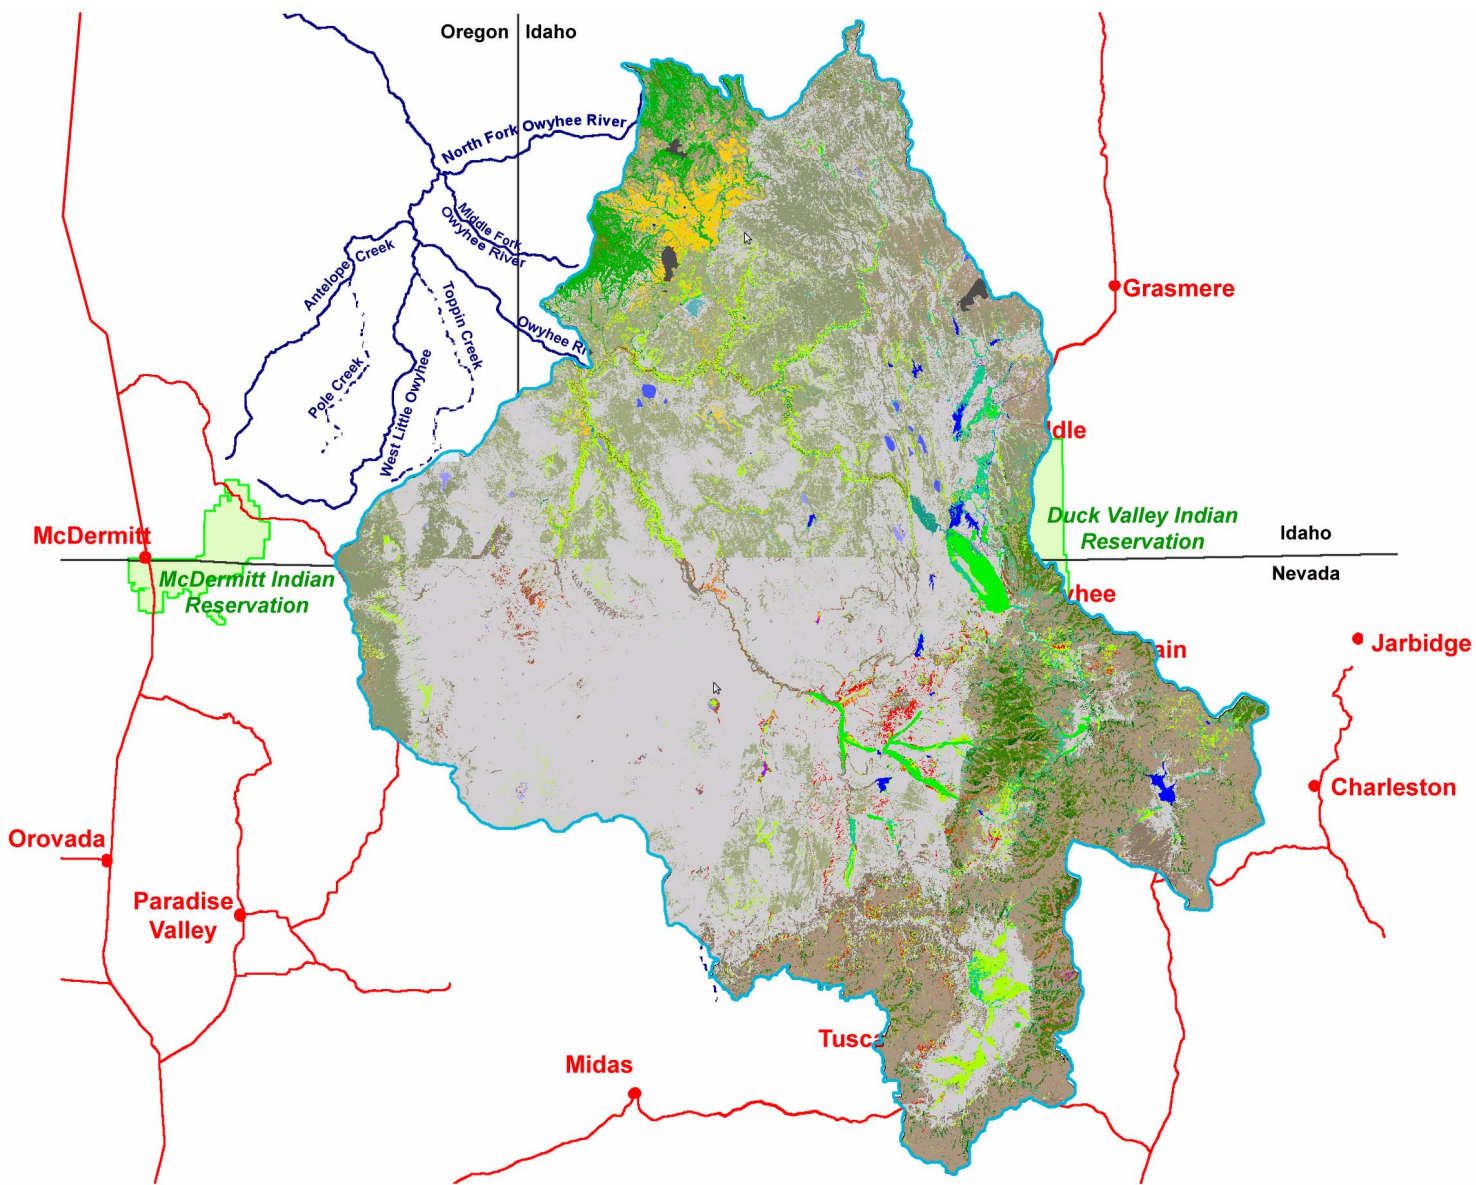 Oregon
Idaho
North Fork Owyhee River
Middle Fork
Owyhee River
Antelope Creek
Toppin Creek
Owyhee Ri
Pole Creek
West Little Owyhee
Grasmere
ddle
McDermitt
McDermitt Indian
Reservation
Duck Valley Indian
Reservation
Idaho
Nevada
yhee
ain
Jarbidge
Charleston
Orovada
Paradise
Valley
Tusca
Midas